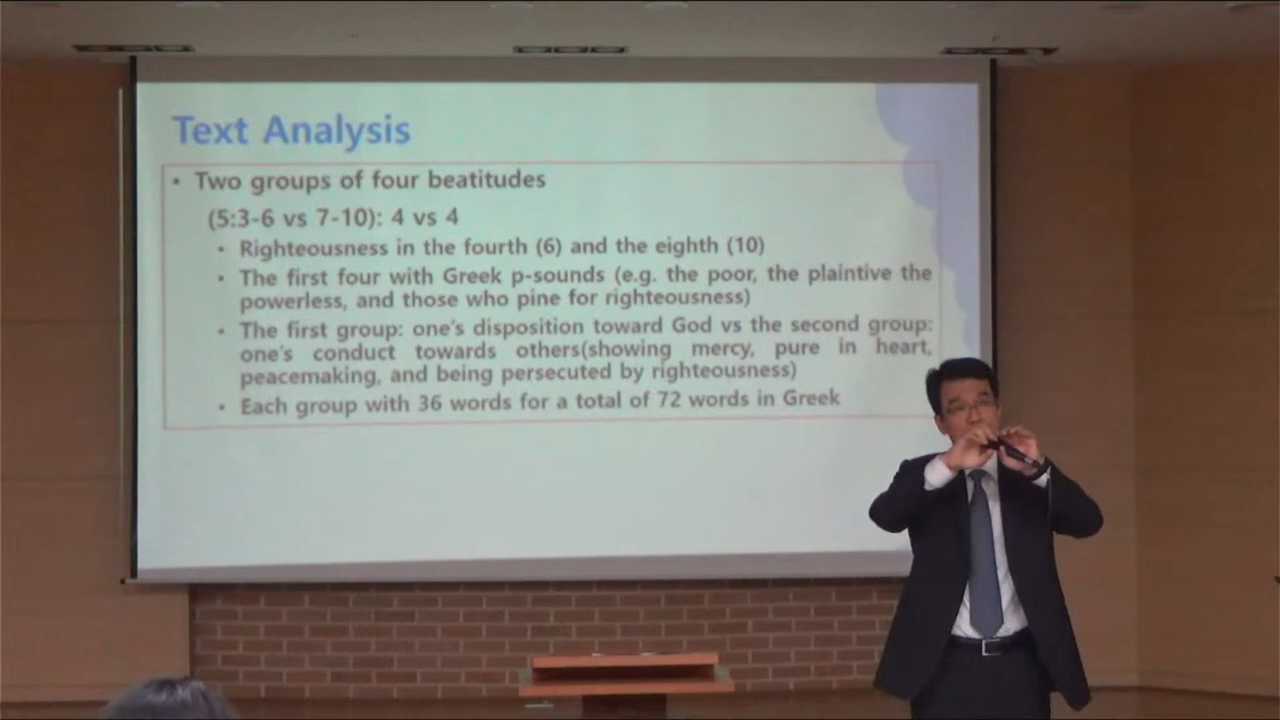 Text Analysis
• Two groups of four beatitudes
(5:3-6 vs 7-10): 4 vs 4
• Righteousness in the fourth (6) and the eighth (10)
• The first four with Greek p-sounds (e.g. the poor, the plaintive the
powerless, and those who pine for righteousness)
• The first group: one's disposition toward God vs the second group:
one's conduct towards others(showing mercy, pure in heart,
peacemaking, and being persecuted by righteousness)
• Each group with 36 words for a total of 72 words in Greek